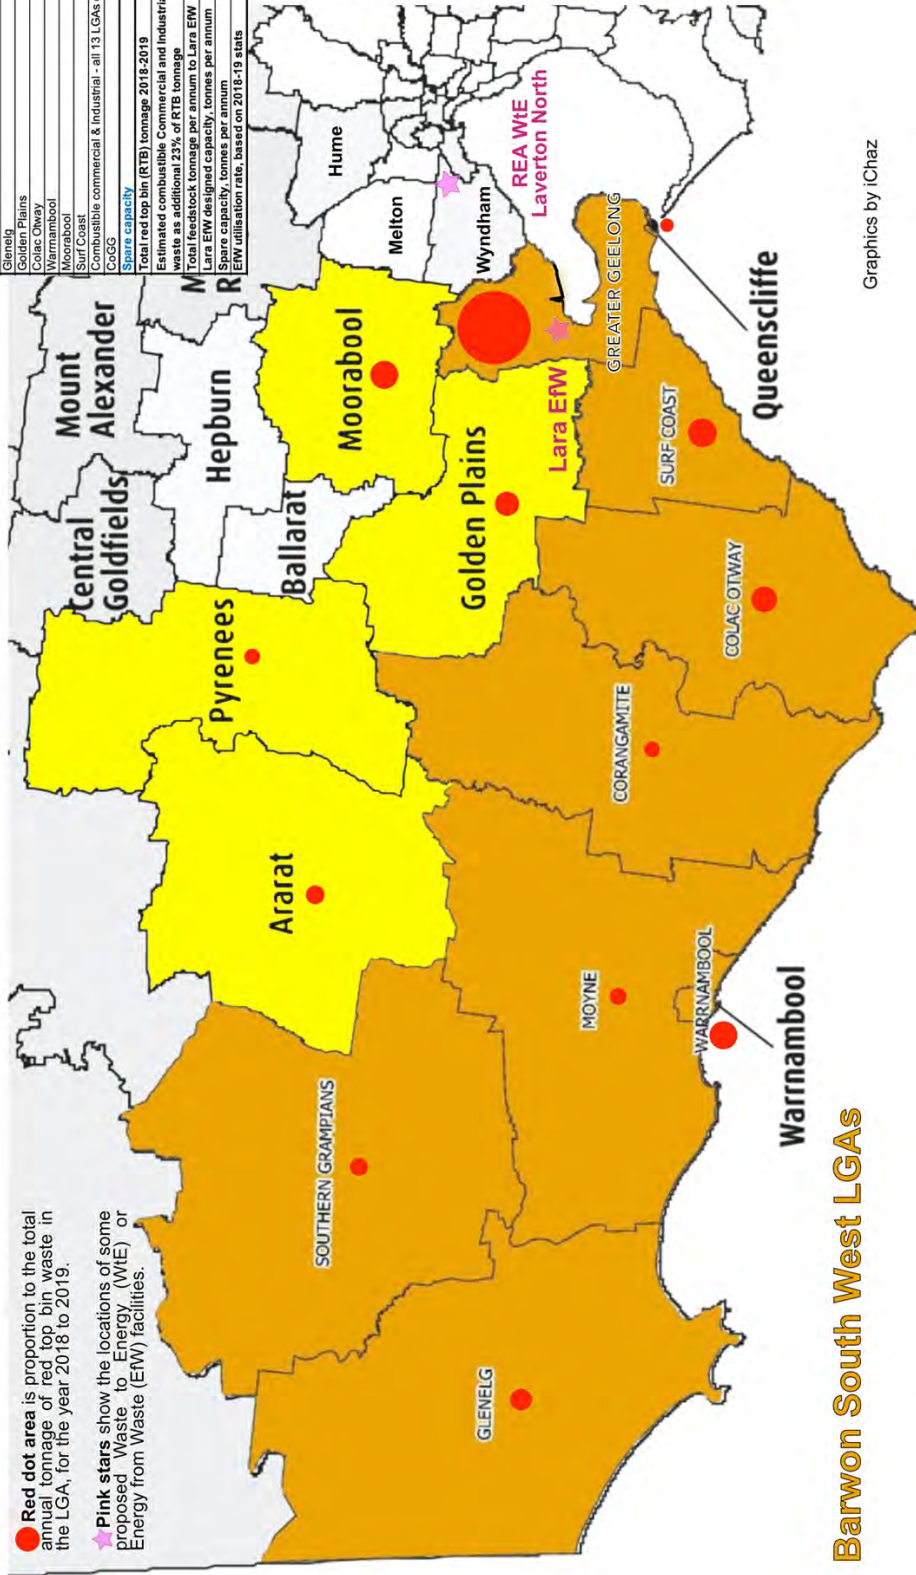 Red dot area is proportion to the total
annual tonnage of red top bin waste in
the LGA, for the year 2018 to 2019.
Pink stars show the locations of some
proposed Waste to Energy (WtE) or
Energy from Waste (EfW) facilities.
Glenelg
Golden Plains
Colac Otway
Warrnambool
Moorabool
Surf Coast
Combustible commercial & Industrial - all 13 LGAs
CoGG
Spare capacity
Total red top bin (RTB) tonnage 2018-2019
Estimated combustible Commercial and Industri
waste as additional 23% of RTB tonnage
Total feedstock tonnage per annum to Lara EfW
Lara EfW designed capacity, tonnes per annum
Spare capacity, tonnes per annum
EfW utilisation rate, based on 2018-19 stats
Mount
Alexander
Central
Goldfields
M
R
Hepburn
Ballarat
Pyrenees
Ararat
Moorabool
Golden Plains
Hume
Melton
Wyndham
REA WtE
Laverton North
Lara EfW
GREATER GEELONG
Queenscliffe
SURF COAST
COLAC OTWAY
CORANGAMITE
MOYNE
WARRNAMBOOL
Warrnambool
SOUTHERN GRAMPIANS
GLENELG
Barwon South West LGAs
Graphics by iChaz